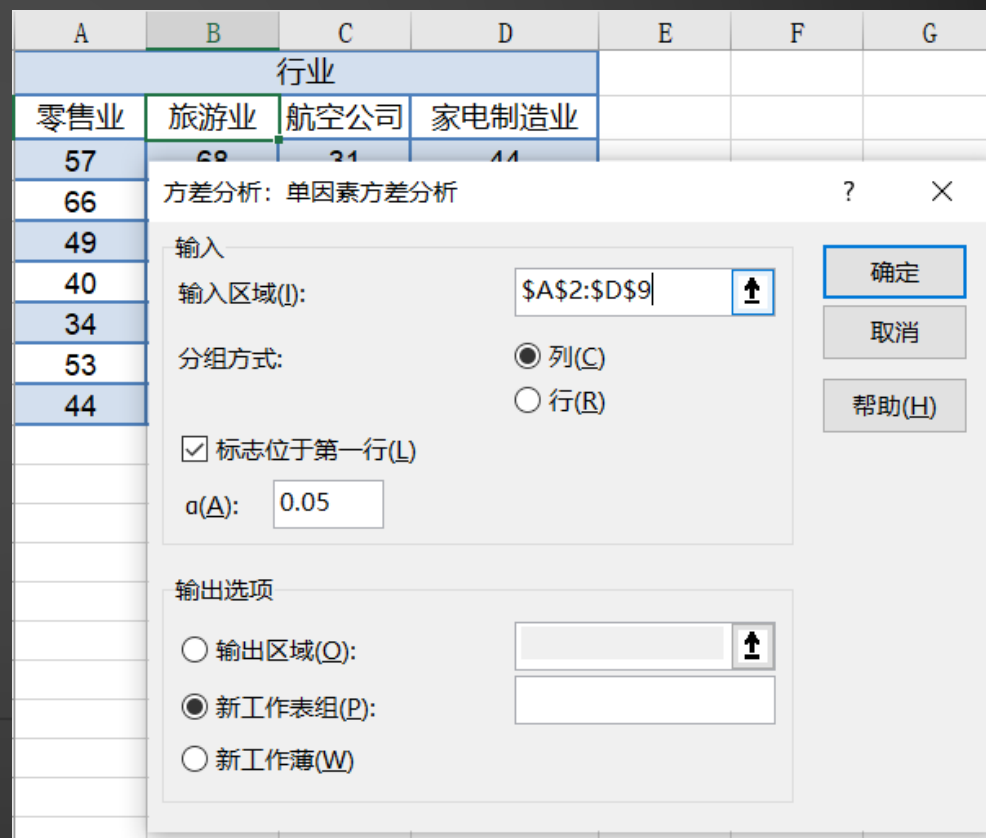 A B C D E F G
行业
零售业 旅游业 航空公司 家电制造业
57 68 31 44
66
49
40
34
53
44
方差分析：单因素方差分析 ?
输入
输入区域(I): $A$2:$D$9
分组方式: 列(C)
行(R)
标志位于第一行(L)
α(A): 0.05
确定
取消
帮助(H)
输出选项
输出区域(O):
新工作表组(P):
新工作薄(W)